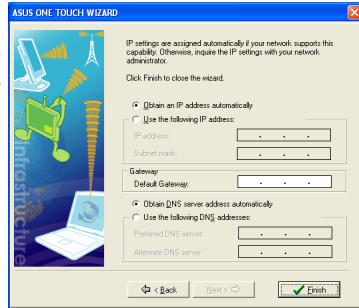 ASUS ONE TOUCH WIZARD
IP settings are assigned automatically if your network supports this
capability. Otherwise, inquire the IP settings with your network
administrator.
Click Finish to close the wizard.
Obtain an IP address automatically
Use the following IP address:
IP address:
Subnet mask:
Gateway
Default Gateway:
Obtain DNS server address automatically
Use the following DNS addresses:
Preferred DNS server:
Alternate DNS server:
< Back
Next >
Finish
Infrastructure